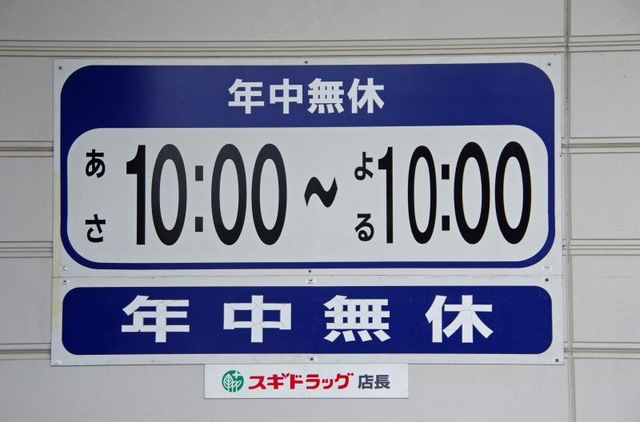 年中無休
あさ 10:00~よる 10:00
年中無休
スギドラッグ 店長